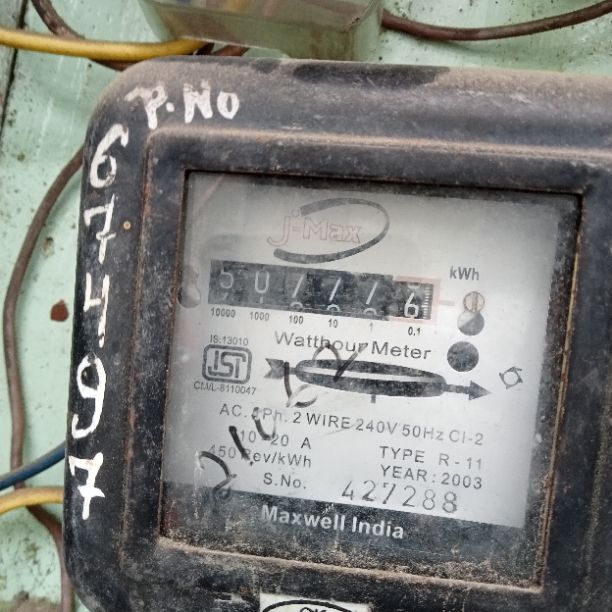 P.NO
67497
J-Max
kWh
507776
10000 1000 100 10 1 0.1
Watthour Meter
IS:13010
ISI
CM/L-8110047
AC. 1Ph. 2 WIRE 240V 50Hz Cl-2
10-20 A
TYPE R-11
450 Rev/kWh
YEAR: 2003
S.No. 427288
Maxwell India